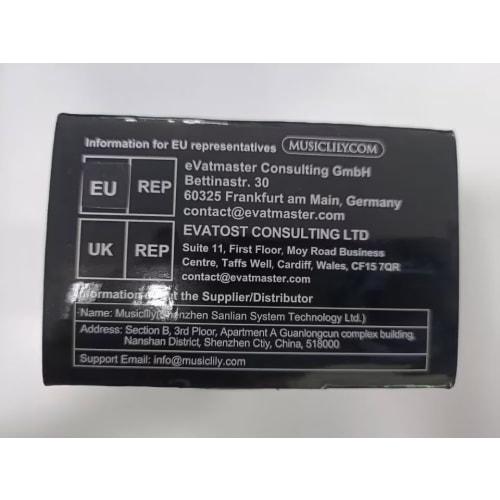 Information for EU representatives MUSICLILY.COM
EU REP
eVatmaster Consulting GmbH
Bettinastr. 30
60325 Frankfurt am Main, Germany
contact@evatmaster.com
UK REP
EVATOST CONSULTING LTD
Suite 11, First Floor, Moy Road Business
Centre, Taffs Well, Cardiff, Wales, CF15 7QR
contact@evatmaster.com
Information about the Supplier/Distributor
Name: Musiclily(Shenzhen Sanlian System Technology Ltd.)
Address: Section B, 3rd Ploor, Apartment A Guanlongcun complex building,
Nanshan District, Shenzhen Ctiy, China, 518000
Support Email: info@musiclily.com